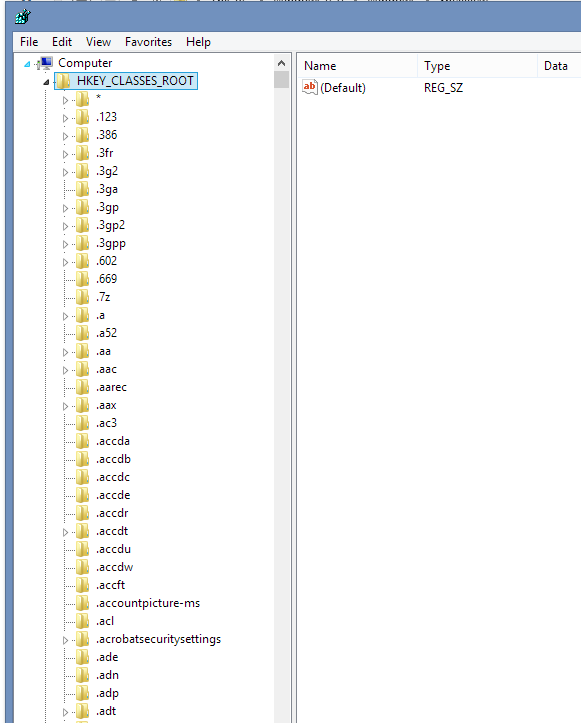 File Edit View Favorites Help
Computer
HKEY_CLASSES_ROOT
*
.123
.386
.3fr
.3g2
.3ga
.3gp
.3gp2
.3gpp
.602
.669
.7z
.a
.a52
.aa
.aac
.aarec
.aax
.ac3
.accda
.accdb
.accdc
.accde
.accdr
.accdt
.accdu
.accdw
.accft
.accountpicture-ms
.acl
.acrobatsecuritysettings
.ade
.adn
.adp
.adt
Name Type Data
ab (Default) REG_SZ